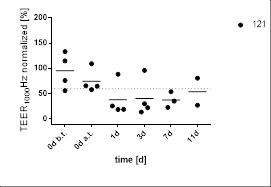 TEER1000Hz normalized [%]
200
150
100
50
0
0d b.t.
0d a.t.
1d
3d
7d
11d
time [d]
121